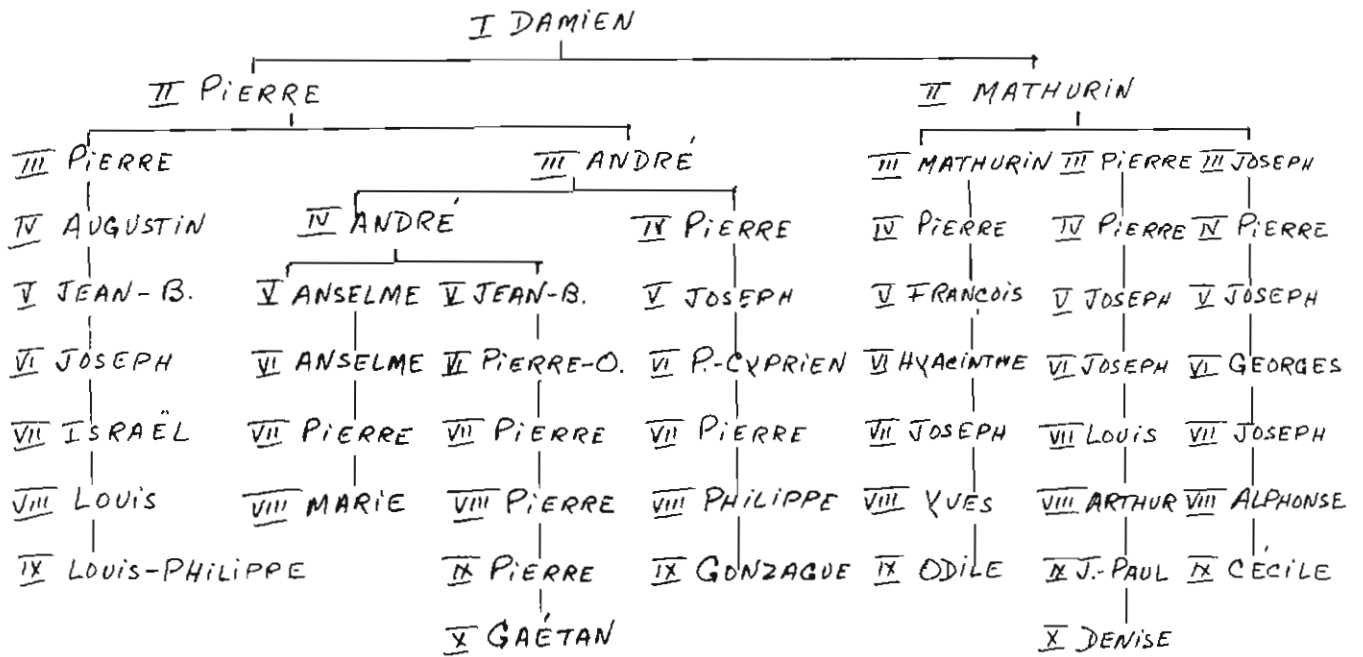 I DAMiEN
II PiERRE II MATHURiN
III PiERRE III ANDRÉ III MATHURiN III PiERRE III JOSEPH
IV AUGUSTiN IV ANDRÉ IV PiERRE IV PiERRE IV PiERRE IV PiERRE
V JEAN-B. V ANSELME V JEAN-B. V JOSEPH V FRANCOiS V JOSEPH V JOSEPH
VI JOSEPH VI ANSELME VI PiERRE-O. VI P.-CYPRiEN VI HYACiNTHE VI JOSEPH VI GEORGES
VII ISRAËL VII PiERRE VII PiERRE VII PiERRE VII JOSEPH VII LOUiS VII JOSEPH
VIII LOUiS VIII MARiE VIII PiERRE VIII PHiLiPPE VIII YVES VIII ARTHUR VIII ALPHONSE
IX LOUiS-PHiLiPPE IX PiERRE IX GONZAGUE IX ODiLE IX J.-PAUL IX CÉCiLE
X GAÉTAN X DENiSE